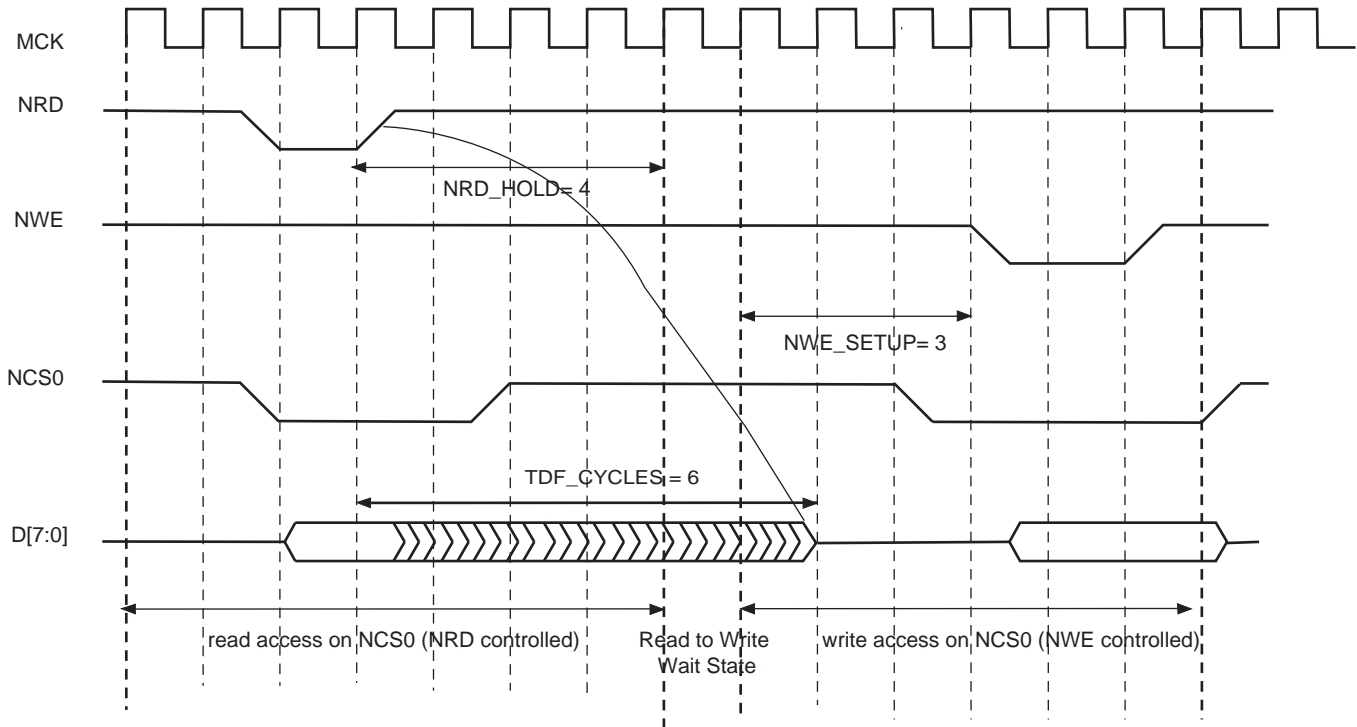 MCK
NRD
NRD_HOLD= 4
NWE
NWE_SETUP= 3
NCS0
TDF_CYCLES = 6
D[7:0]
read access on NCS0 (NRD controlled)
Read to Write
Wait State
write access on NCS0 (NWE controlled)